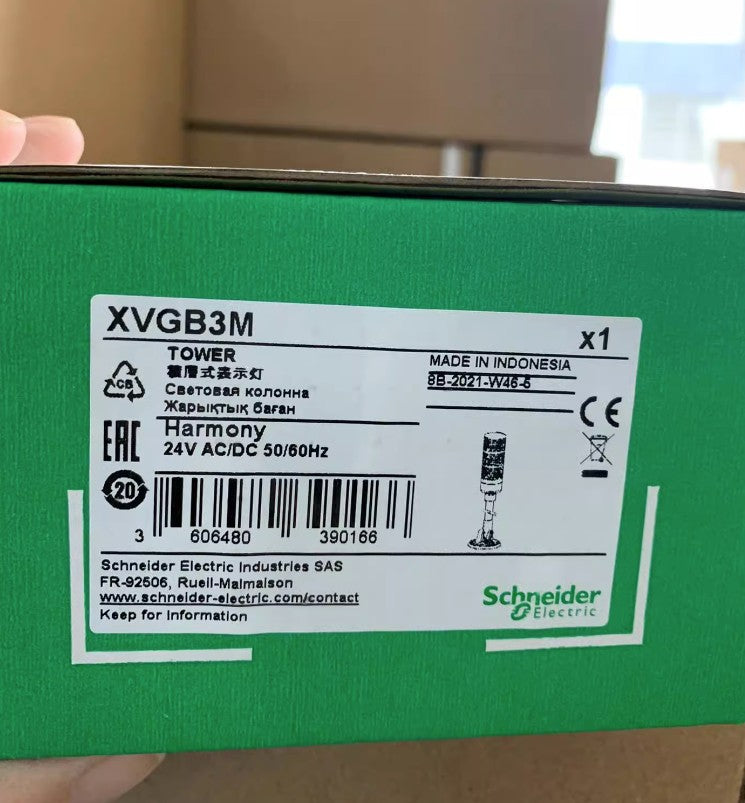 XVGB3M
x1
TOWER
積層式表示灯
Световая колонна
Жарықтық баған
MADE IN INDONESIA
8B-2021-W46-5
CB
EAC
Harmony
24V AC/DC 50/60Hz
CE
20
3 606480 390166
Schneider Electric Industries SAS
FR-92506, Rueil-Malmaison
www.schneider-electric.com/contact
Keep for Information
Schneider
Electric